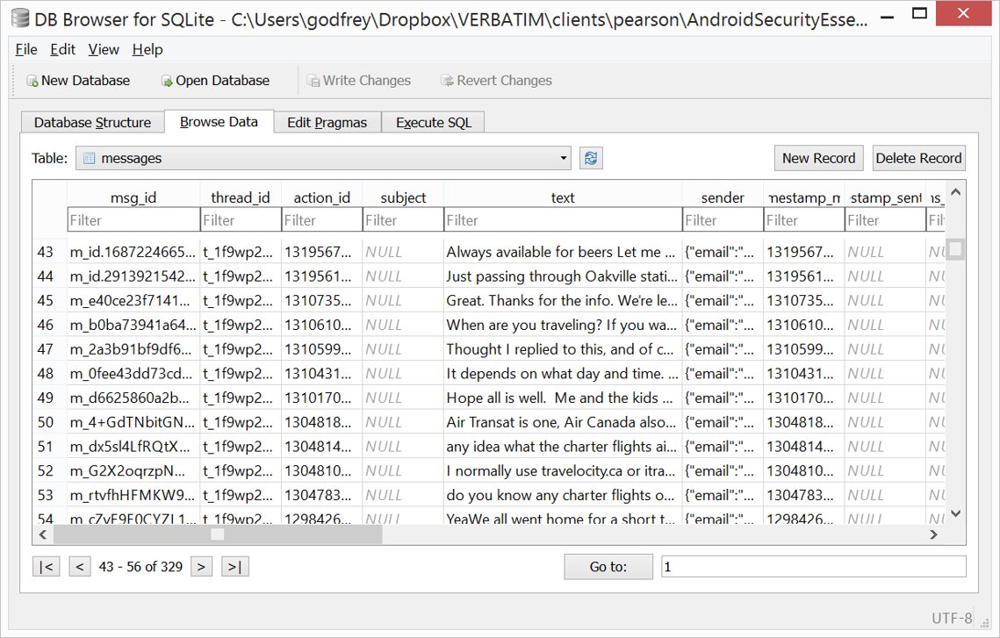 DB Browser for SQLite - C:\Users\godfrey\Dropbox\VERBATIM\clients\pearson\AndroidSecurityEsse...
File Edit View Help
New Database Open Database Write Changes Revert Changes
Database Structure Browse Data Edit Pragmas Execute SQL
Table: messages New Record Delete Record
msg_id thread_id action_id subject text sender mestamp_m stamp_sent ns_
Filter Filter Filter Filter Filter Filter Filter Filter Filt
43 m_id.1687224665... t_1f9wp2... 1319567... NULL Always available for beers Let me ... {"email":"... 1319567... NULL NU
44 m_id.2913921542... t_1f9wp2... 1319561... NULL Just passing through Oakville stati... {"email":"... 1319561... NULL NU
45 m_e40ce23f7141... t_1f9wp2... 1310735... NULL Great. Thanks for the info. We're le... {"email":"... 1310735... NULL NU
46 m_b0ba73941a64... t_1f9wp2... 1310610... NULL When are you traveling? If you wa... {"email":"... 1310610... NULL NU
47 m_2a3b91bf9df6... t_1f9wp2... 1310599... NULL Thought I replied to this, and of c... {"email":"... 1310599... NULL NU
48 m_0fee43dd73cd... t_1f9wp2... 1310431... NULL It depends on what day and time. ... {"email":"... 1310431... NULL NU
49 m_d6625860a2b... t_1f9wp2... 1310170... NULL Hope all is well.  Me and the kids ... {"email":"... 1310170... NULL NU
50 m_4+GdTNbitGN... t_1f9wp2... 1304818... NULL Air Transat is one, Air Canada also... {"email":"... 1304818... NULL NU
51 m_dx5sl4LfRQtX... t_1f9wp2... 1304814... NULL any idea what the charter flights ai... {"email":"... 1304814... NULL NU
52 m_G2X2oqrzpN... t_1f9wp2... 1304810... NULL I normally use travelocity.ca or itra... {"email":"... 1304810... NULL NU
53 m_rtvfhHFMKW9... t_1f9wp2... 1304783... NULL do you know any charter flights o... {"email":"... 1304783... NULL NU
54 m_cZvE9E0CYZL1... t_1f9wp2... 1298426... NULL YeaWe all went home for a short t... {"email":"... 1298426... NULL NU
|< < 43 - 56 of 329 > >| Go to: 1
UTF-8